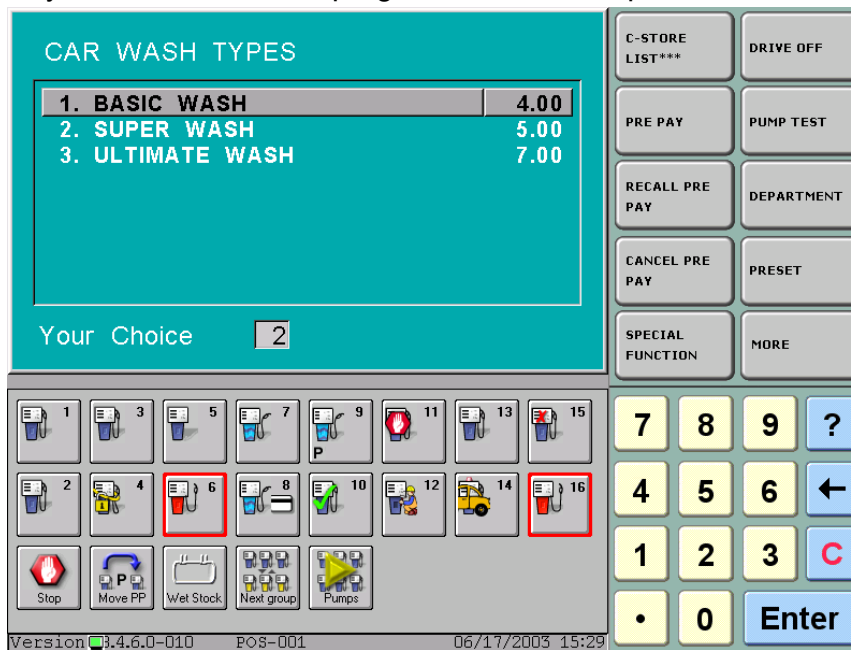 CAR WASH TYPES
1. BASIC WASH 4.00
2. SUPER WASH 5.00
3. ULTIMATE WASH 7.00
Your Choice 2
C-STORE
LIST***
DRIVE OFF
PRE PAY
PUMP TEST
RECALL PRE
PAY
DEPARTMENT
CANCEL PRE
PAY
PRESET
SPECIAL
FUNCTION
MORE
1 3 5 7 9 11 13 15
P
2 4 6 8 10 12 14 16
P
Stop Move PP Wet Stock Next group Pumps
7 8 9 ?
4 5 6 ←
1 2 3 C
• 0 Enter
Version 3.4.6.0-010 POS-001 06/17/2003 15:29